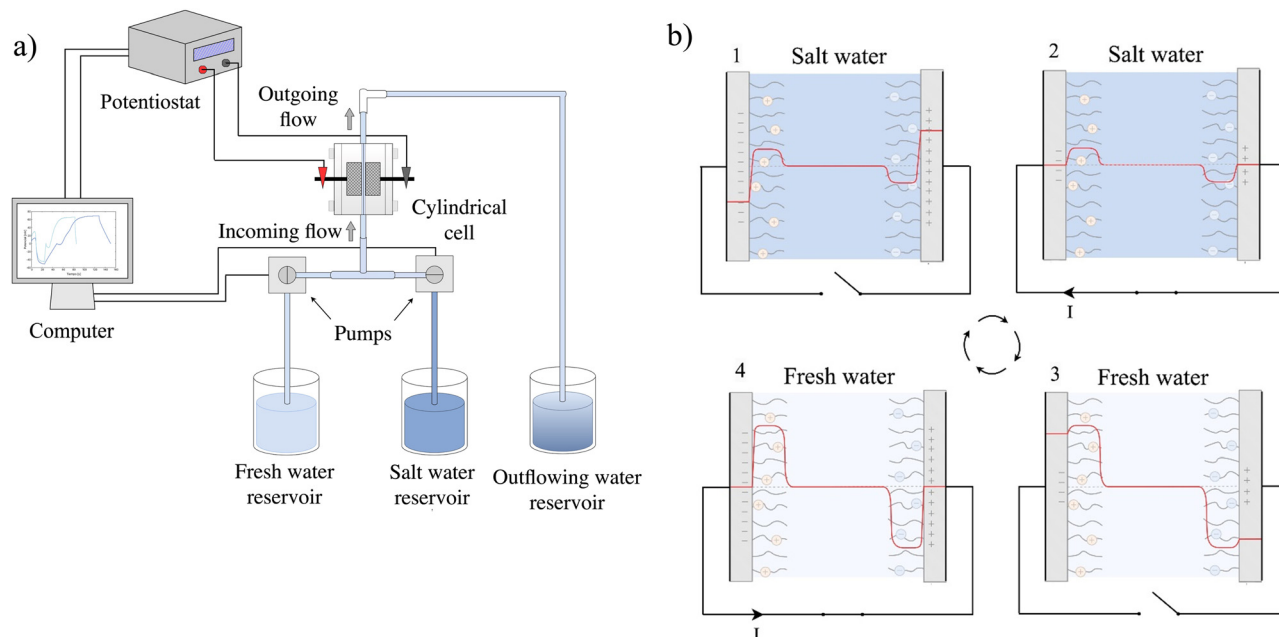 a)
Potentiostat
Outgoing
flow
Incoming flow
Cylindrical
cell
Computer
Pumps
Fresh water
reservoir
Salt water
reservoir
Outflowing water
reservoir
b)
1
Salt water
I
2
Salt water
4
Fresh water
I
3
Fresh water